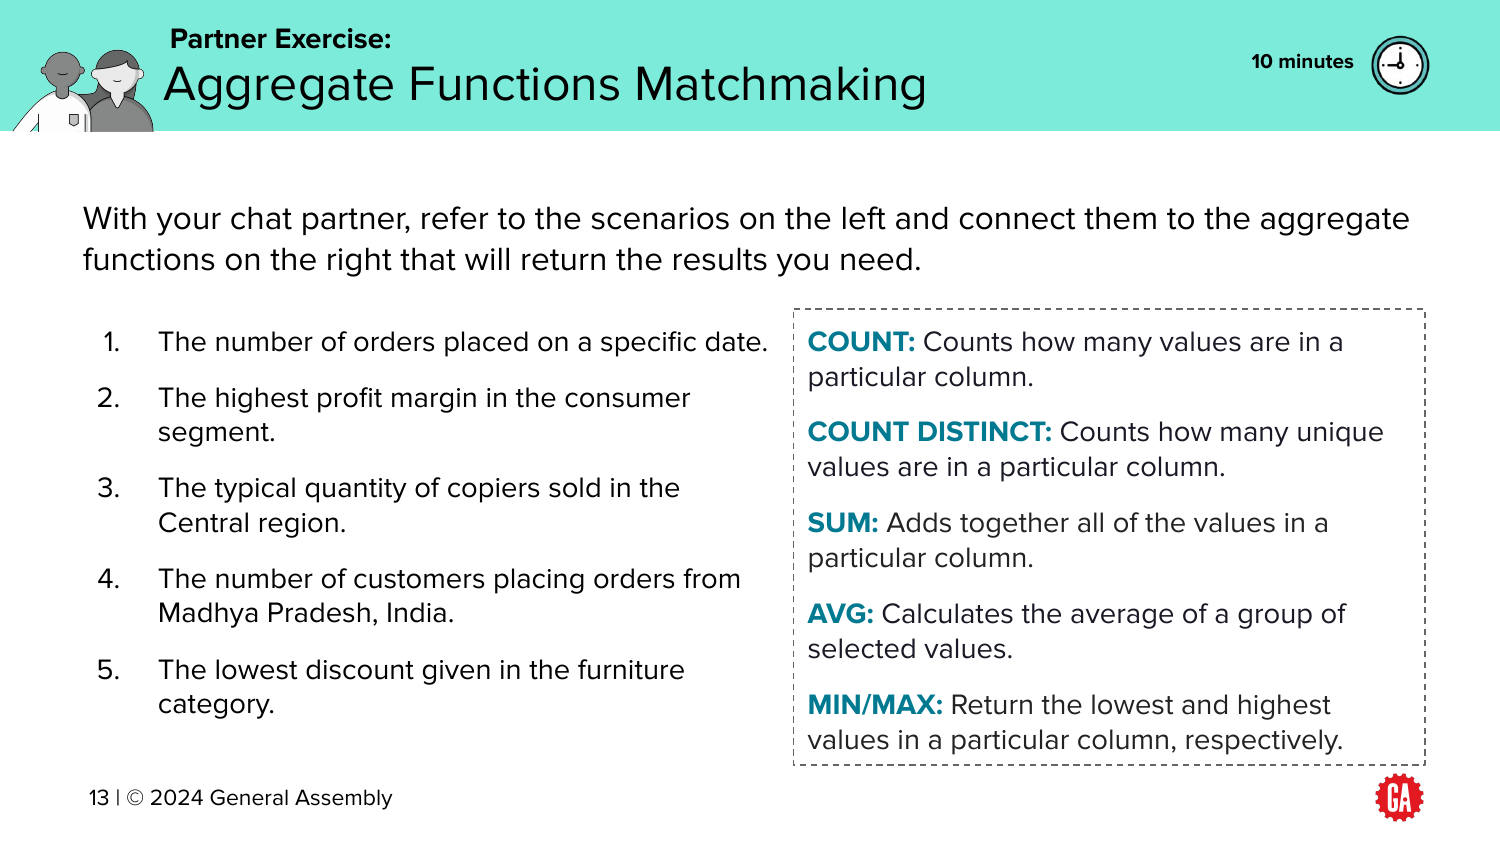 Partner Exercise:
Aggregate Functions Matchmaking
10 minutes
With your chat partner, refer to the scenarios on the left and connect them to the aggregate
functions on the right that will return the results you need.
1. The number of orders placed on a specific date.
2. The highest profit margin in the consumer
segment.
3. The typical quantity of copiers sold in the
Central region.
4. The number of customers placing orders from
Madhya Pradesh, India.
5. The lowest discount given in the furniture
category.
COUNT: Counts how many values are in a
particular column.
COUNT DISTINCT: Counts how many unique
values are in a particular column.
SUM: Adds together all of the values in a
particular column.
AVG: Calculates the average of a group of
selected values.
MIN/MAX: Return the lowest and highest
values in a particular column, respectively.
13 | © 2024 General Assembly
GA